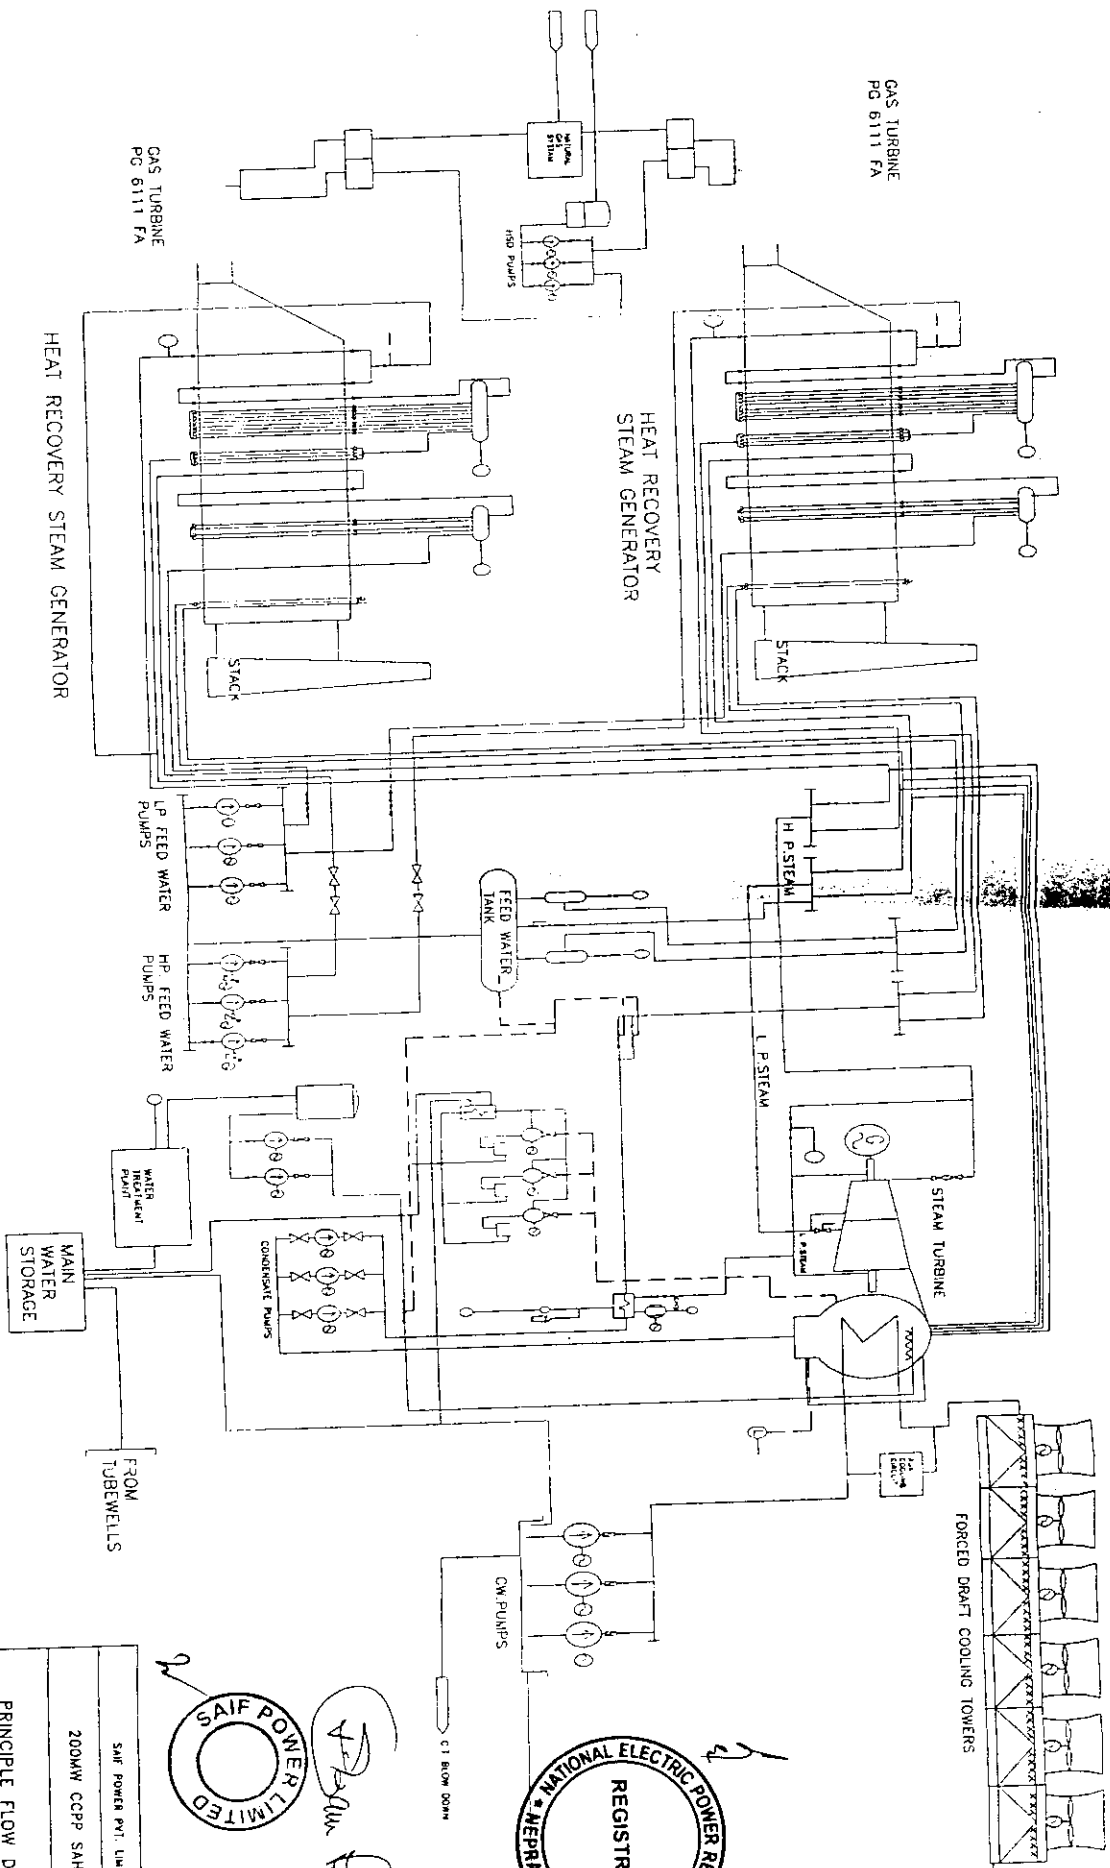 GAS TURBINE
PG 6111 FA
GAS TURBINE
PG 6111 FA
NATURAL
GAS
SYSTEM
HSD PUMPS
HEAT RECOVERY
STEAM GENERATOR
HEAT RECOVERY STEAM GENERATOR
STACK
STACK
H P.STEAM
L P.STEAM
LP FEED WATER
PUMPS
HP. FEED WATER
PUMPS
FEED WATER
TANK
STEAM TURBINE
L P.STEAM
WATER
TREATMENT
PLANT
MAIN
WATER
STORAGE
CONDENSATE PUMPS
FROM
TUBEWELLS
CW.PUMPS
CT BLOW DOWN
FORCED DRAFT COOLING TOWERS
SAIF POWER LIMITED
NATIONAL ELECTRIC POWER
REGISTR
SAIF POWER PVT. LIM
200MW CCPP SAH
PRINCIPLE FLOW D